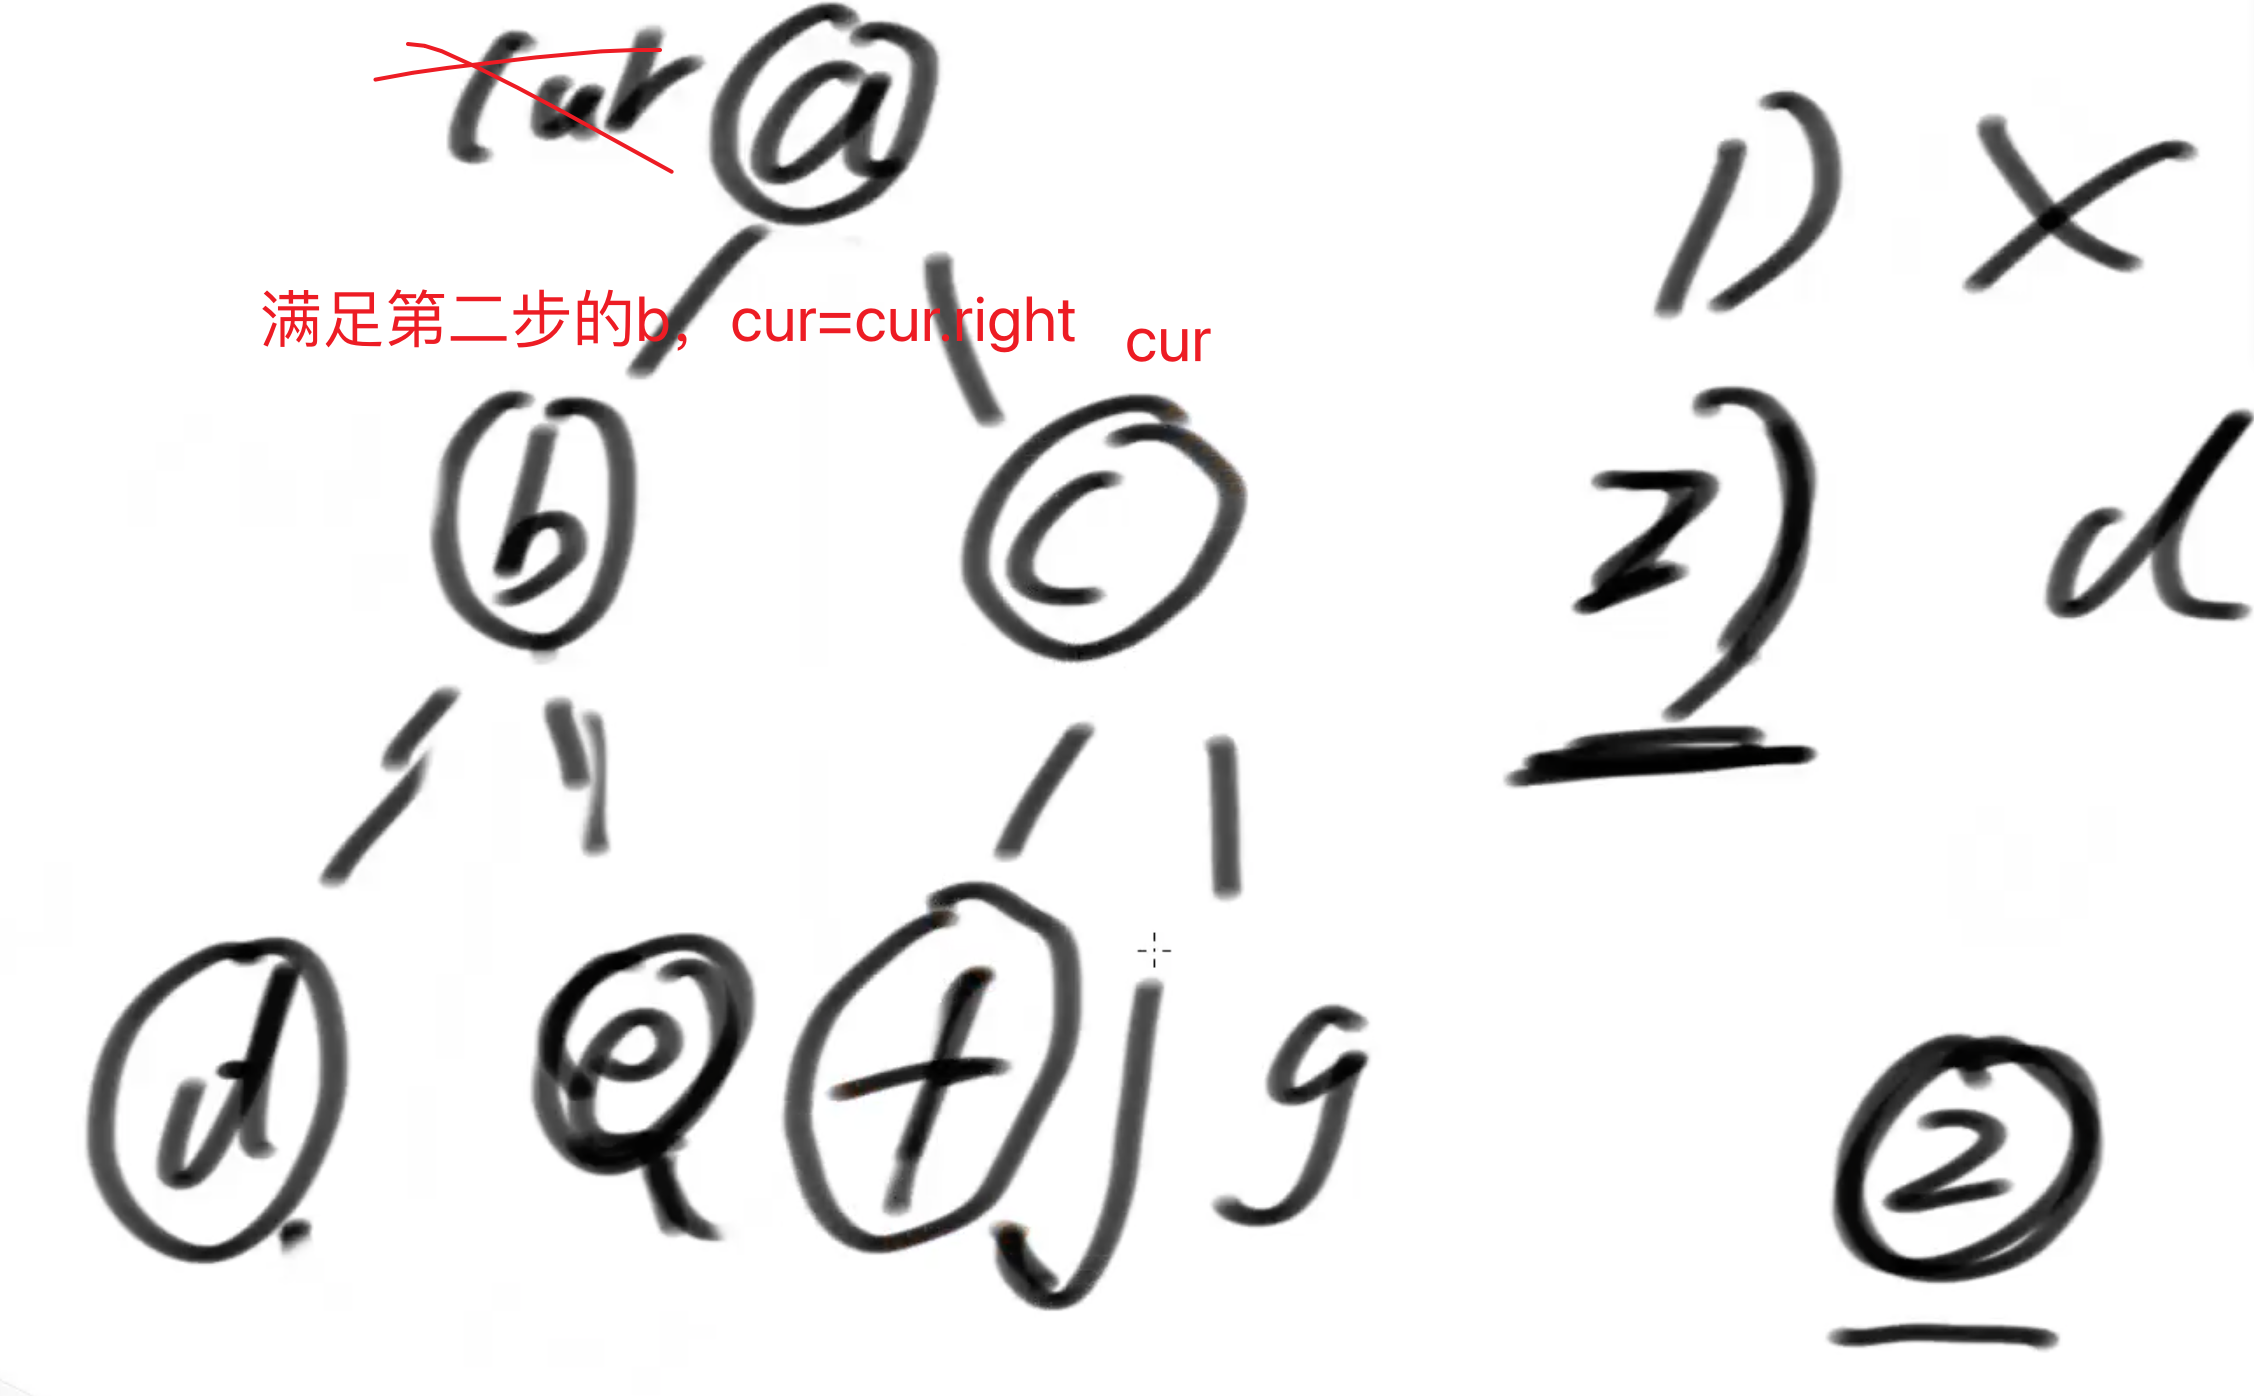 cur a
1) x
满足第二步的b，cur=cur.right
cur
b c
2) d
d e f g
2